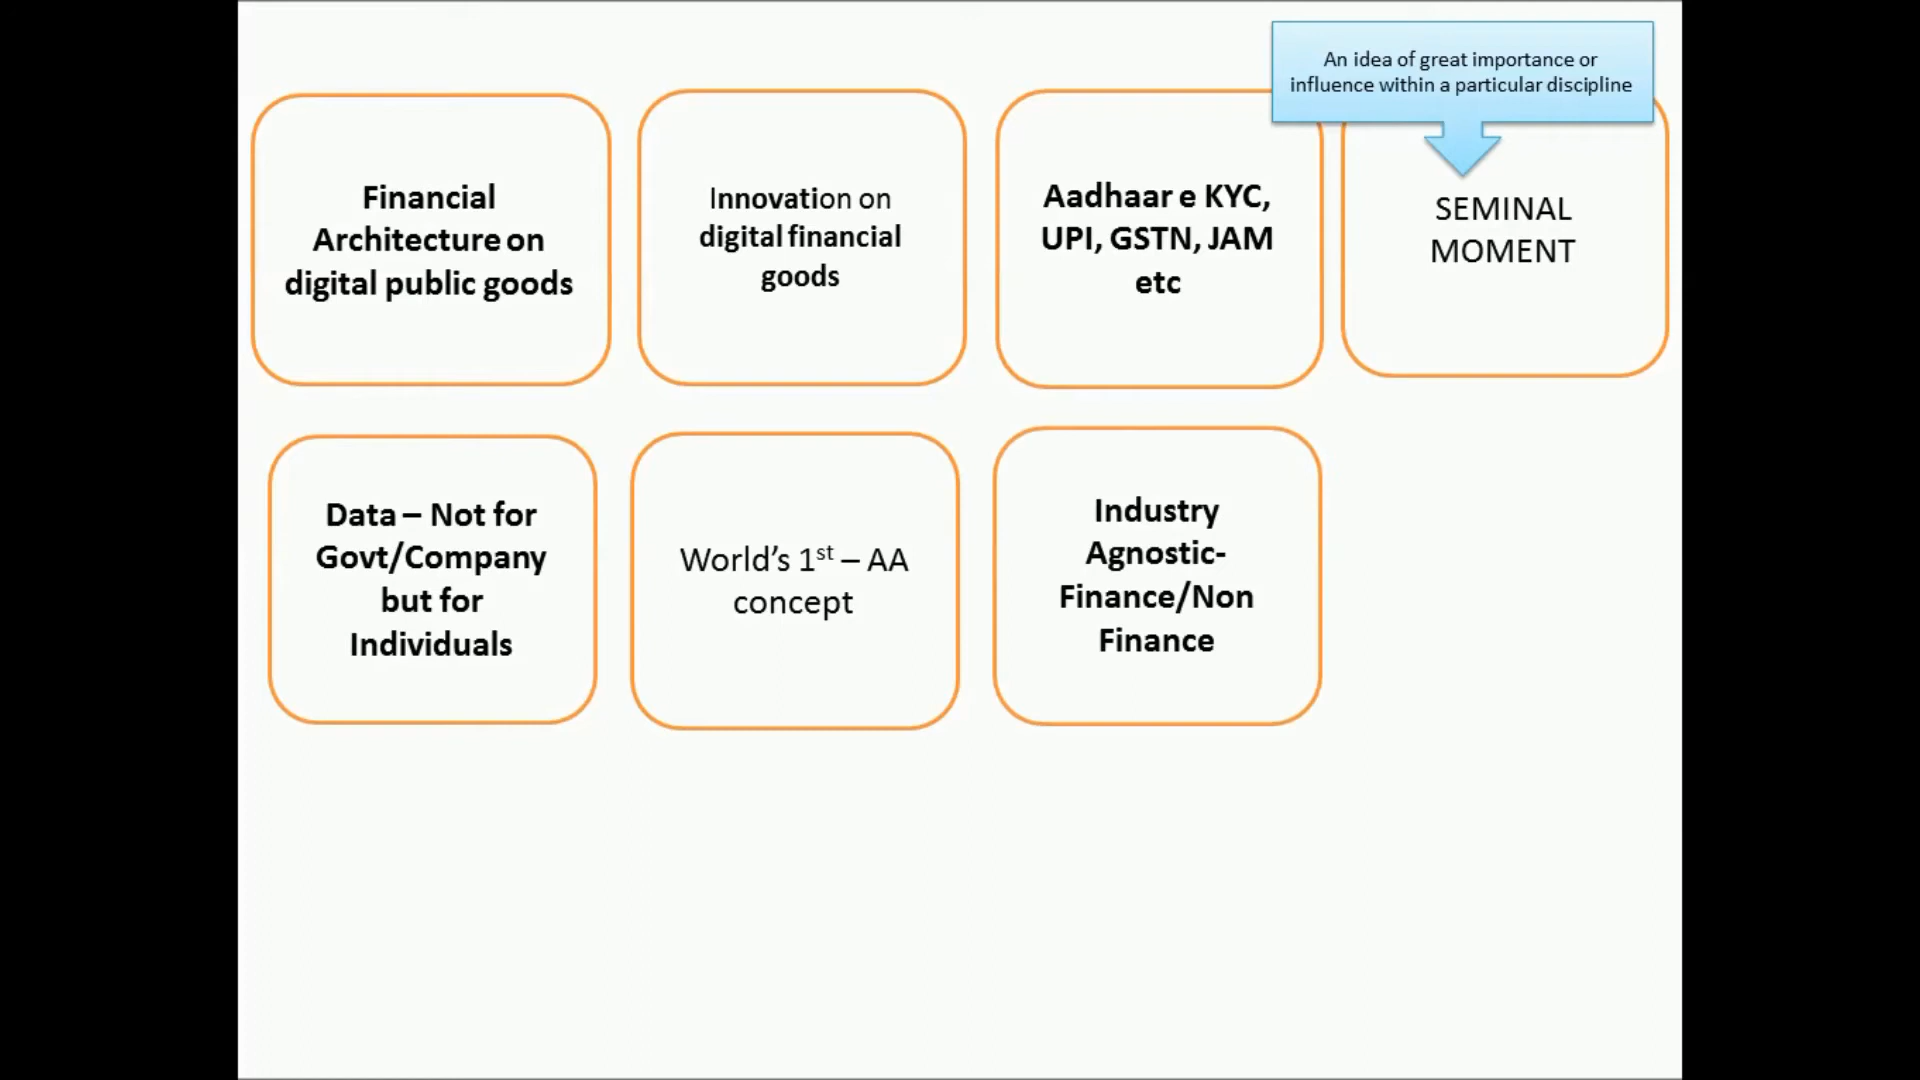 An idea of great importance or
influence within a particular discipline
Financial
Architecture on
digital public goods
Innovation on
digital financial
goods
Aadhaar e KYC,
UPI, GSTN, JAM
etc
SEMINAL
MOMENT
Data – Not for
Govt/Company
but for
Individuals
World’s 1st – AA
concept
Industry
Agnostic-
Finance/Non
Finance